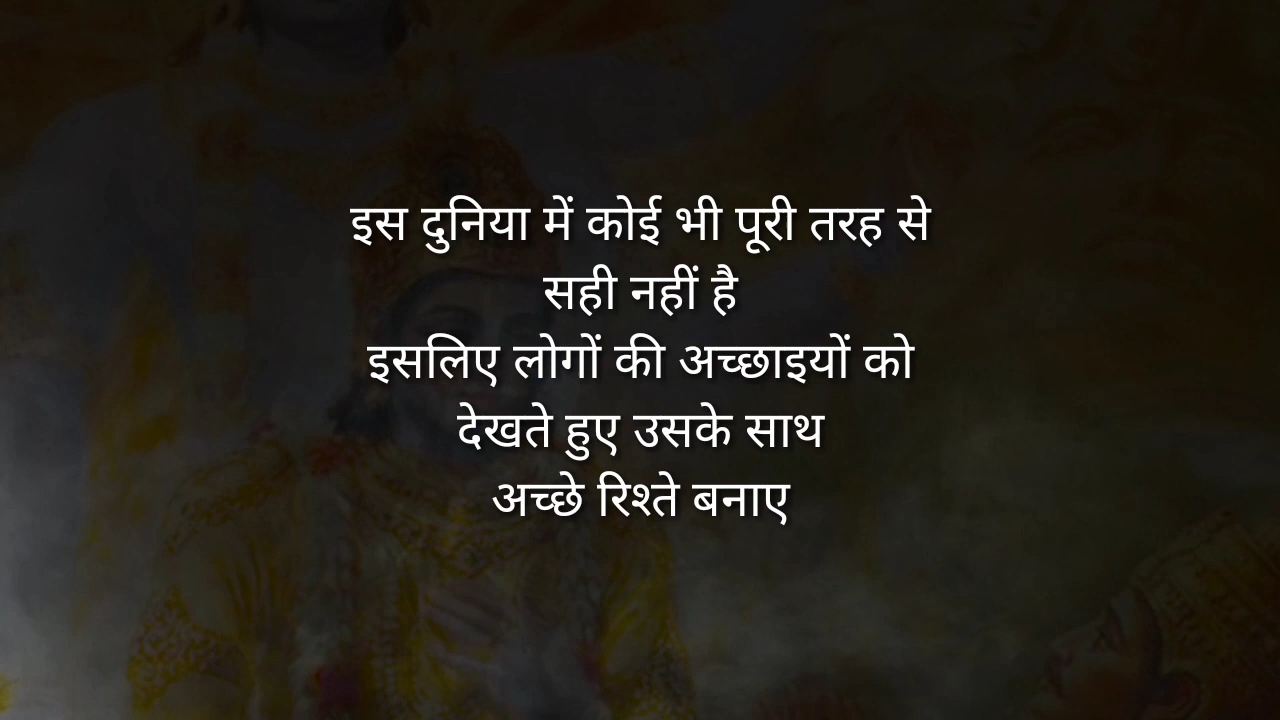 इस दुनिया में कोई भी पूरी तरह से
सही नहीं है
इसलिए लोगों की अच्छाइयों को
देखते हुए उसके साथ
अच्छे रिश्ते बनाए